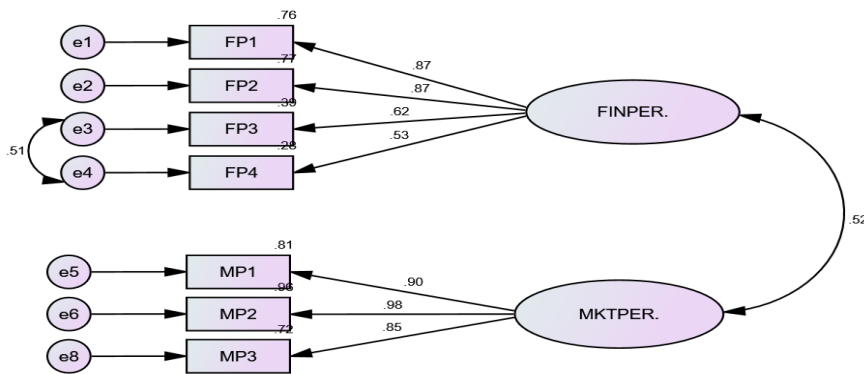 .76
e1 FP1 .87
.77
e2 FP2 .87
.39
e3 FP3 .62 FINPER.
.51
.28
e4 FP4 .53
.52
.81
e5 MP1 .90
.96
e6 MP2 .98 MKTPER.
.72
e8 MP3 .85